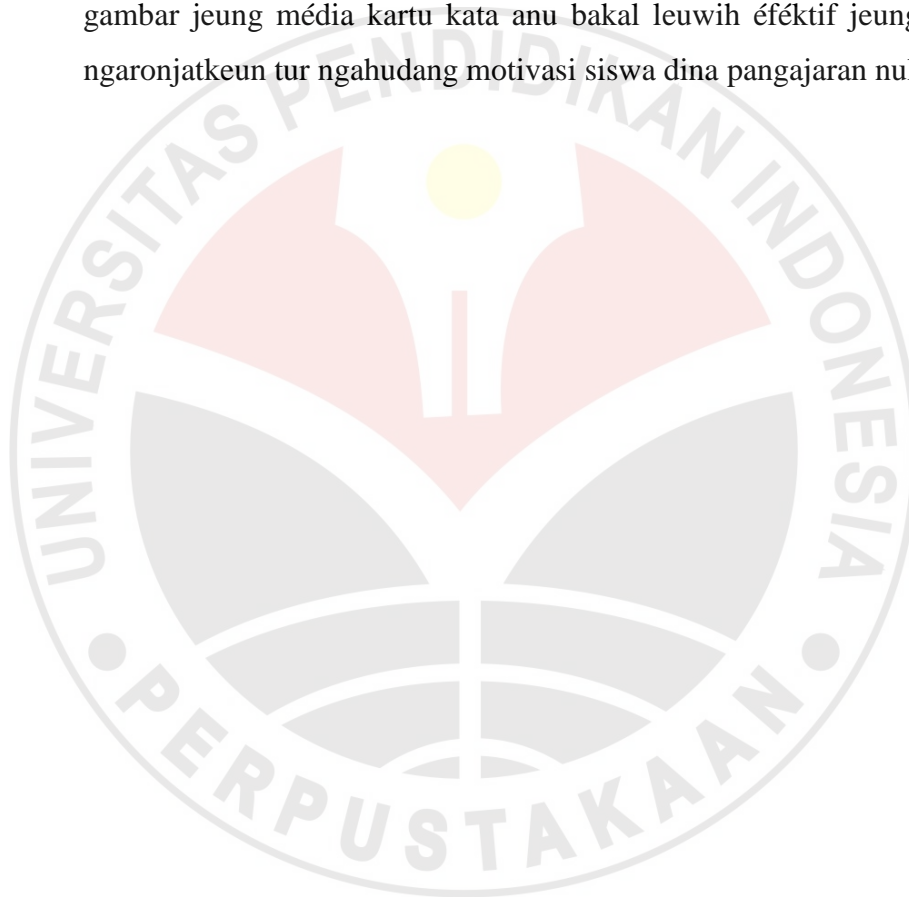 gambar jeung média kartu kata anu bakal leuwih éféktif jeung
ngaronjatkeun tur ngahudang motivasi siswa dina pangajaran
UNIVERSITAS PENDIDIKAN INDONESIA
PERPUSTAKAAN